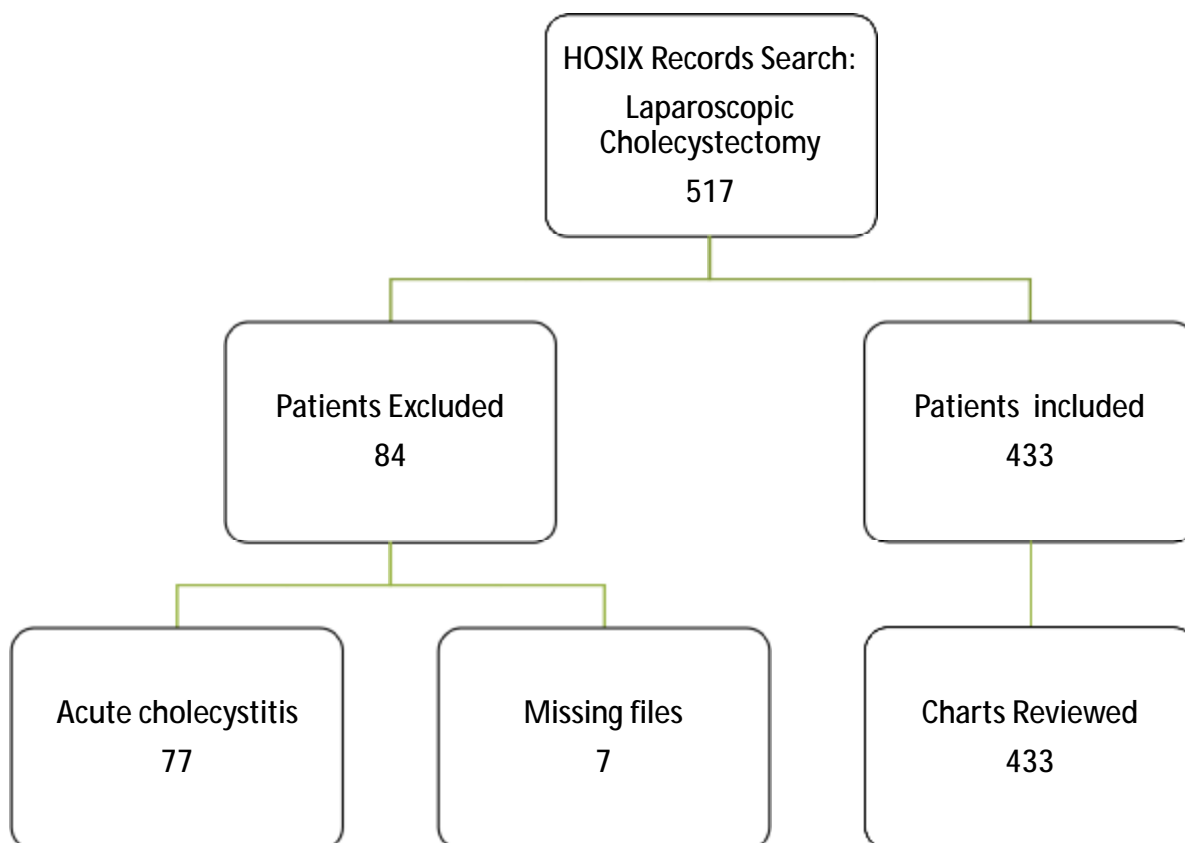 HOSIX Records Search:
Laparoscopic
Cholecystectomy
517
Patients Excluded
84
Patients included
433
Acute cholecystitis
77
Missing files
7
Charts Reviewed
433